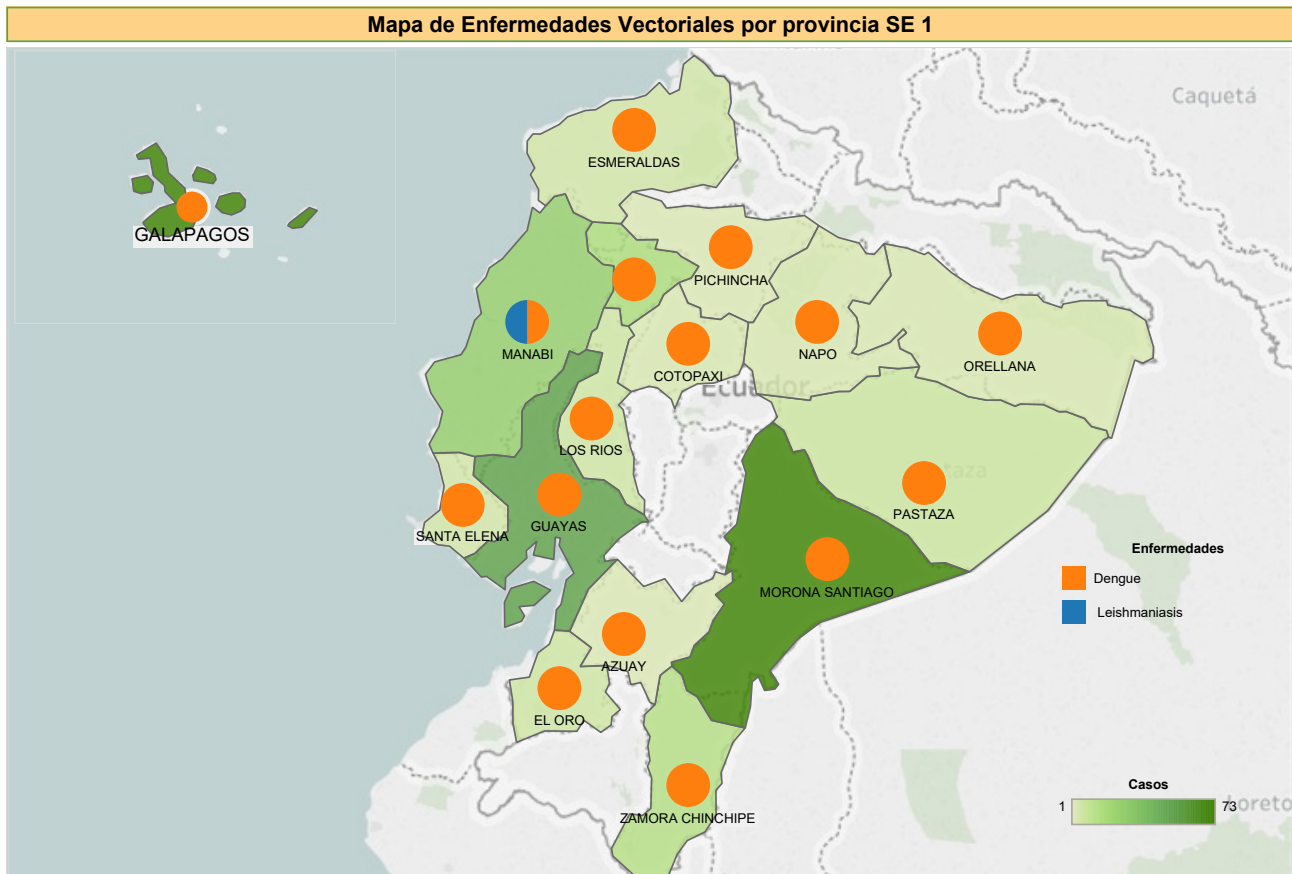 Mapa de Enfermedades Vectoriales por provincia SE 1
Caquetá
ESMERALDAS
GALAPAGOS
PICHINCHA
MANABI
NAPO
COTOPAXI
ORELLANA
Ecuador
LOS RIOS
PASTAZA
SANTA ELENA
GUAYAS
MORONA SANTIAGO
Enfermedades
Dengue
Leishmaniasis
AZUAY
EL ORO
Casos
1
73
Loreto
ZAMORA CHINCHIPE